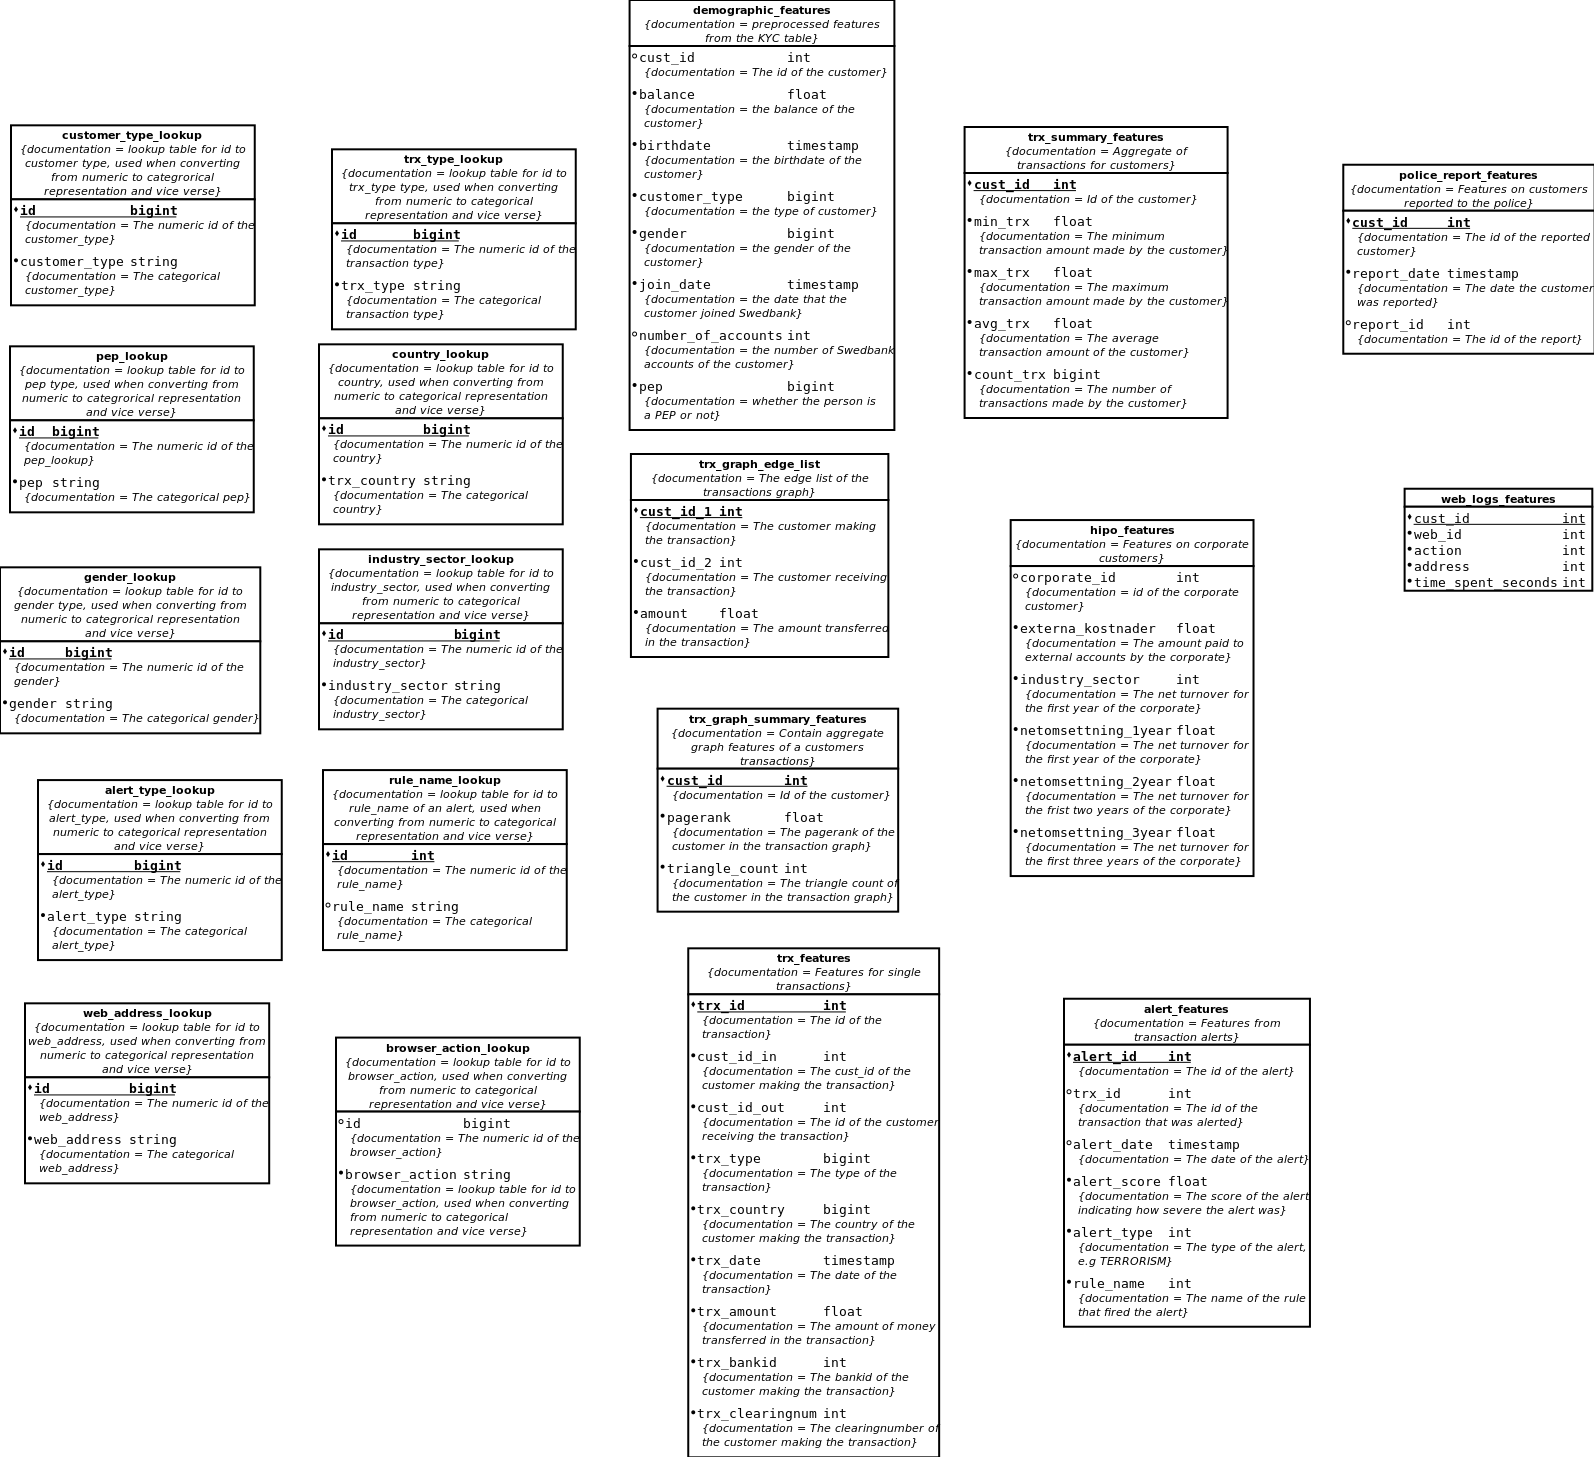 customer_type_lookup
{documentation = lookup table for id to
customer type, used when converting
from numeric to categrorical
representation and vice verse}
id bigint
{documentation = The numeric id of the
customer_type}
customer_type string
{documentation = The categorical
customer_type}
pep_lookup
{documentation = lookup table for id to
pep type, used when converting from
numeric to categrorical representation
and vice verse}
id bigint
{documentation = The numeric id of the
pep_lookup}
pep string
{documentation = The categorical pep}
gender_lookup
{documentation = lookup table for id to
gender type, used when converting from
numeric to categrorical representation
and vice verse}
id bigint
{documentation = The numeric id of the
gender}
gender string
{documentation = The categorical gender}
alert_type_lookup
{documentation = lookup table for id to
alert_type, used when converting from
numeric to categorical representation
and vice verse}
id bigint
{documentation = The numeric id of the
alert_type}
alert_type string
{documentation = The categorical
alert_type}
web_address_lookup
{documentation = lookup table for id to
web_address, used when converting from
numeric to categorical representation
and vice verse}
id bigint
{documentation = The numeric id of the
web_address}
web_address string
{documentation = The categorical
web_address}
trx_type_lookup
{documentation = lookup table for id to
trx_type type, used when converting
from numeric to categorical
representation and vice verse}
id bigint
{documentation = The numeric id of the
transaction type}
trx_type string
{documentation = The categorical
transaction type}
country_lookup
{documentation = lookup table for id to
country, used when converting from
numeric to categorical representation
and vice verse}
id bigint
{documentation = The numeric id of the
country}
trx_country string
{documentation = The categorical
country}
industry_sector_lookup
{documentation = lookup table for id to
industry_sector, used when converting
from numeric to categorical
representation and vice verse}
id bigint
{documentation = The numeric id of the
industry_sector}
industry_sector string
{documentation = The categorical
industry_sector}
rule_name_lookup
{documentation = lookup table for id to
rule_name of an alert, used when
converting from numeric to categorical
representation and vice verse}
id int
{documentation = The numeric id of the
rule_name}
rule_name string
{documentation = The categorical
rule_name}
browser_action_lookup
{documentation = lookup table for id to
browser_action, used when converting
from numeric to categorical
representation and vice verse}
id bigint
{documentation = The numeric id of the
browser_action}
browser_action string
{documentation = lookup table for id to
browser_action, used when converting
from numeric to categorical
representation and vice verse}
demographic_features
{documentation = preprocessed features
from the KYC table}
cust_id int
{documentation = The id of the customer}
balance float
{documentation = the balance of the
customer}
birthdate timestamp
{documentation = the birthdate of the
customer}
customer_type bigint
{documentation = the type of customer}
gender bigint
{documentation = the gender of the
customer}
join_date timestamp
{documentation = the date that the
customer joined Swedbank}
number_of_accounts int
{documentation = the number of Swedbank
accounts of the customer}
pep bigint
{documentation = whether the person is
a PEP or not}
trx_graph_edge_list
{documentation = The edge list of the
transactions graph}
cust_id_1 int
{documentation = The customer making
the transaction}
cust_id_2 int
{documentation = The customer receiving
the transaction}
amount float
{documentation = The amount transferred
in the transaction}
trx_graph_summary_features
{documentation = Contain aggregate
graph features of a customers
transactions}
cust_id int
{documentation = Id of the customer}
pagerank float
{documentation = The pagerank of the
customer in the transaction graph}
triangle_count int
{documentation = The triangle count of
the customer in the transaction graph}
trx_features
{documentation = Features for single
transactions}
trx_id int
{documentation = The id of the
transaction}
cust_id_in int
{documentation = The cust_id of the
customer making the transaction}
cust_id_out int
{documentation = The id of the customer
receiving the transaction}
trx_type bigint
{documentation = The type of the
transaction}
trx_country bigint
{documentation = The country of the
customer making the transaction}
trx_date timestamp
{documentation = The date of the
transaction}
trx_amount float
{documentation = The amount of money
transferred in the transaction}
trx_bankid int
{documentation = The bankid of the
customer making the transaction}
trx_clearingnum int
{documentation = The clearingnumber of
the customer making the transaction}
trx_summary_features
{documentation = Aggregate of
transactions for customers}
cust_id int
{documentation = Id of the customer}
min_trx float
{documentation = The minimum
transaction amount made by the customer}
max_trx float
{documentation = The maximum
transaction amount made by the customer}
avg_trx float
{documentation = The average
transaction amount of the customer}
count_trx bigint
{documentation = The number of
transactions made by the customer}
hipo_features
{documentation = Features on corporate
customers}
corporate_id int
{documentation = id of the corporate
customer}
externa_kostnader float
{documentation = The amount paid to
external accounts by the corporate}
industry_sector int
{documentation = The net turnover for
the first year of the corporate}
netomsettning_1year float
{documentation = The net turnover for
the first year of the corporate}
netomsettning_2year float
{documentation = The net turnover for
the frist two years of the corporate}
netomsettning_3year float
{documentation = The net turnover for
the first three years of the corporate}
alert_features
{documentation = Features from
transaction alerts}
alert_id int
{documentation = The id of the alert}
trx_id int
{documentation = The id of the
transaction that was alerted}
alert_date timestamp
{documentation = The date of the alert}
alert_score float
{documentation = The score of the alert
indicating how severe the alert was}
alert_type int
{documentation = The type of the alert,
e.g TERRORISM}
rule_name int
{documentation = The name of the rule
that fired the alert}
police_report_features
{documentation = Features on customers
reported to the police}
cust_id int
{documentation = The id of the reported
customer}
report_date timestamp
{documentation = The date the customer
was reported}
report_id int
{documentation = The id of the report}
web_logs_features
cust_id int
web_id int
action int
address int
time_spent_seconds int